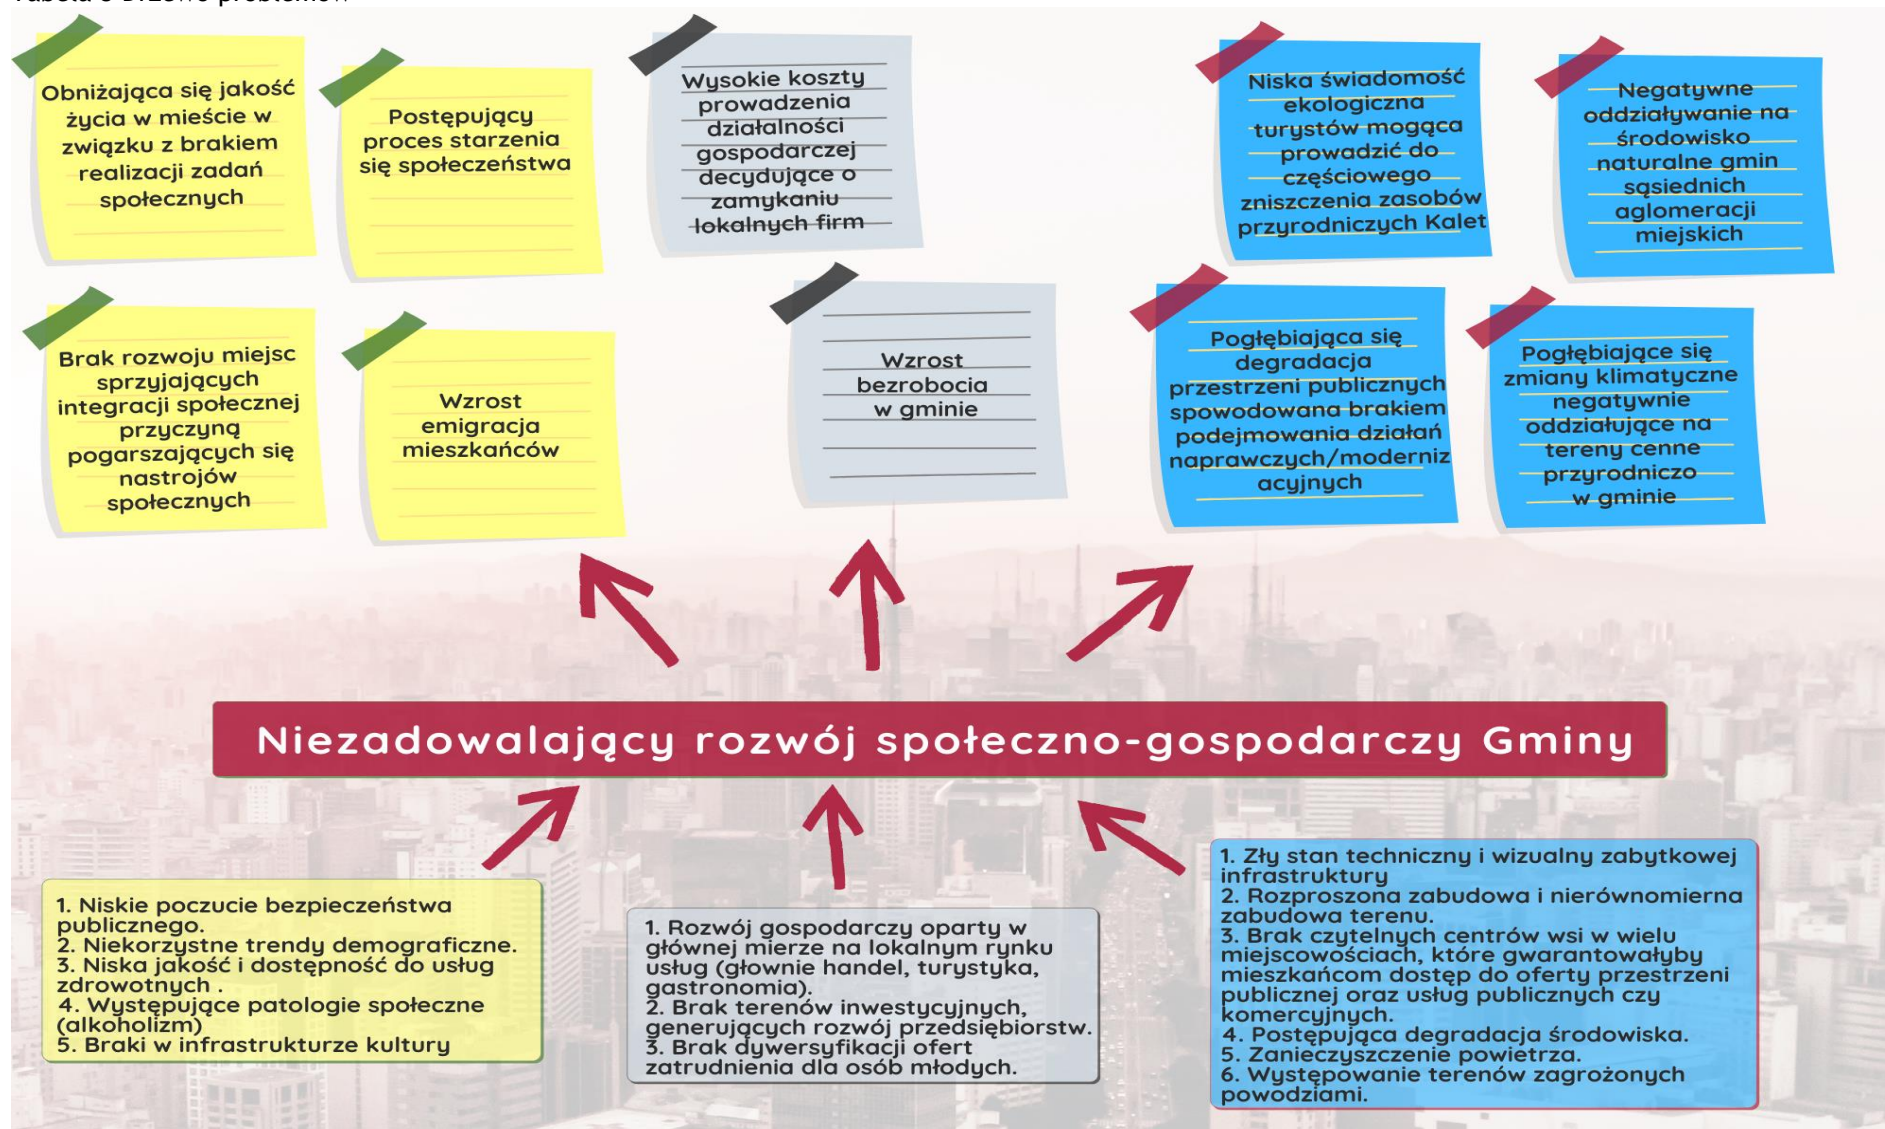 Tabela 8 Drzewo problemów
Obniżająca się jakość
życia w mieście w
związku z brakiem
realizacji zadań
społecznych
Postępujący
proces starzenia
się społeczeństwa
Wysokie koszty
prowadzenia
działalności
gospodarczej
decydujące o
zamykaniu
lokalnych firm
Niska świadomość
ekologiczna
turystów mogąca
prowadzić do
częściowego
zniszczenia zasobów
przyrodniczych Kalet
Negatywne
oddziaływanie na
środowisko
naturalne gmin
sąsiednich
aglomeracji
miejskich
Brak rozwoju miejsc
sprzyjających
integracji społecznej
przyczyną
pogarszających się
nastrojów
społecznych
Wzrost
emigracja
mieszkańców
Wzrost
bezrobocia
w gminie
Pogłębiająca się
degradacja
przestrzeni publicznych
spowodowana brakiem
podejmowania działań
naprawczych/moderniz
acyjnych
Pogłębiające się
zmiany klimatyczne
negatywnie
oddziałujące na
tereny cenne
przyrodniczo
w gminie
Niezadowalający rozwój społeczno-gospodarczy Gminy
1. Niskie poczucie bezpieczeństwa
publicznego.
2. Niekorzystne trendy demograficzne.
3. Niska jakość i dostępność do usług
zdrowotnych .
4. Występujące patologie społeczne
(alkoholizm)
5. Braki w infrastrukturze kultury
1. Rozwój gospodarczy oparty w
głównej mierze na lokalnym rynku
usług (głownie handel, turystyka,
gastronomia).
2. Brak terenów inwestycyjnych,
generujących rozwój przedsiębiorstw.
3. Brak dywersyfikacji ofert
zatrudnienia dla osób młodych.
1. Zły stan techniczny i wizualny zabytkowej
infrastruktury
2. Rozproszona zabudowa i nierównomierna
zabudowa terenu.
3. Brak czytelnych centrów wsi w wielu
miejscowościach, które gwarantowałyby
mieszkańcom dostęp do oferty przestrzeni
publicznej oraz usług publicznych czy
komercyjnych.
4. Postępująca degradacja środowiska.
5. Zanieczyszczenie powietrza.
6. Występowanie terenów zagrożonych
powodziami.